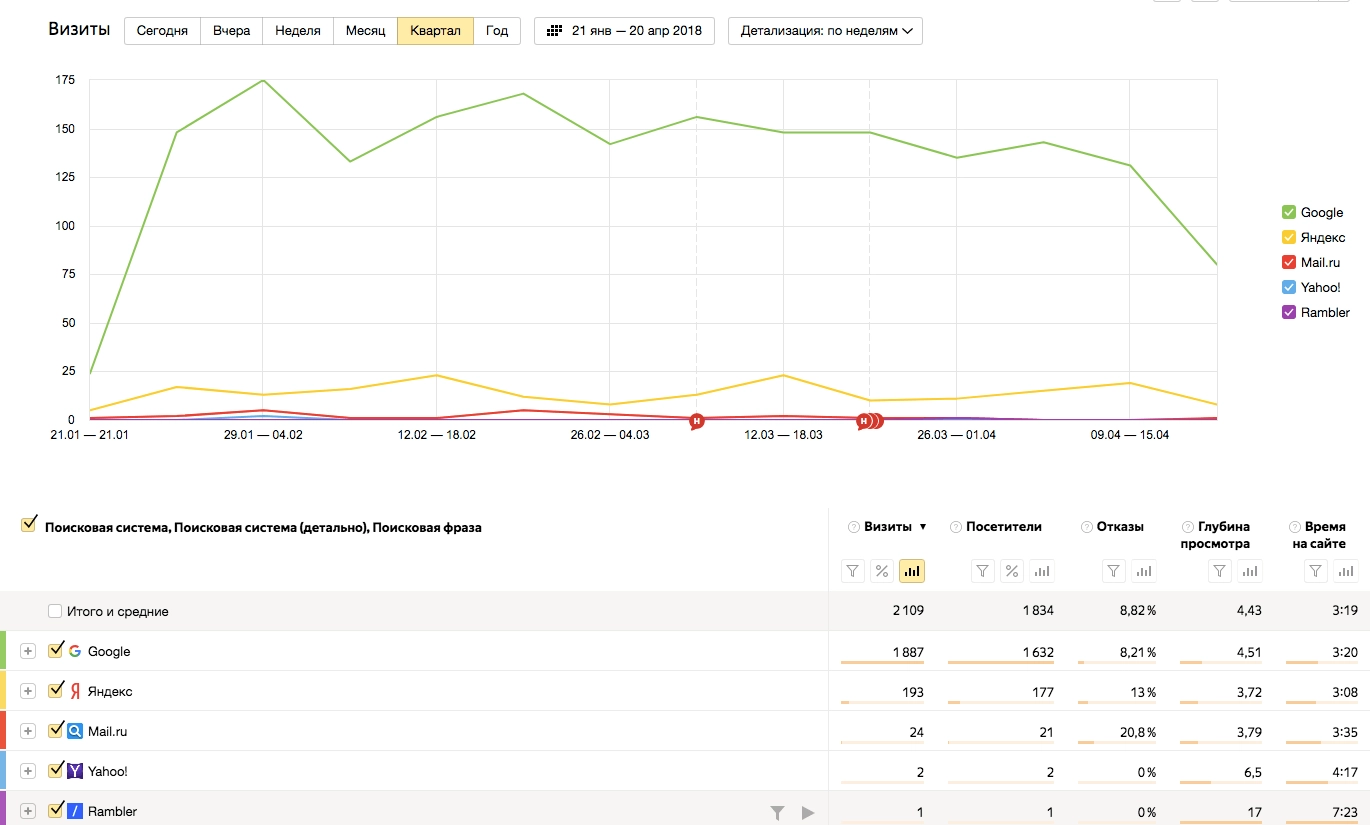 Визиты Сегодня Вчера Неделя Месяц Квартал Год 21 янв — 20 апр 2018 Детализация: по неделям
175
150
125
100
75
50
25
0
21.01 — 21.01 29.01 — 04.02 12.02 — 18.02 26.02 — 04.03 12.03 — 18.03 26.03 — 01.04 09.04 — 15.04
Н Н
Google
Яндекс
Mail.ru
Yahoo!
Rambler
Поисковая система, Поисковая система (детально), Поисковая фраза
Визиты ▼ Посетители Отказы Глубина просмотра Время на сайте
% %
Итого и средние 2 109 1 834 8,82 % 4,43 3:19
Google 1 887 1 632 8,21 % 4,51 3:20
Яндекс 193 177 13 % 3,72 3:08
Mail.ru 24 21 20,8 % 3,79 3:35
Yahoo! 2 2 0 % 6,5 4:17
Rambler 1 1 0 % 17 7:23